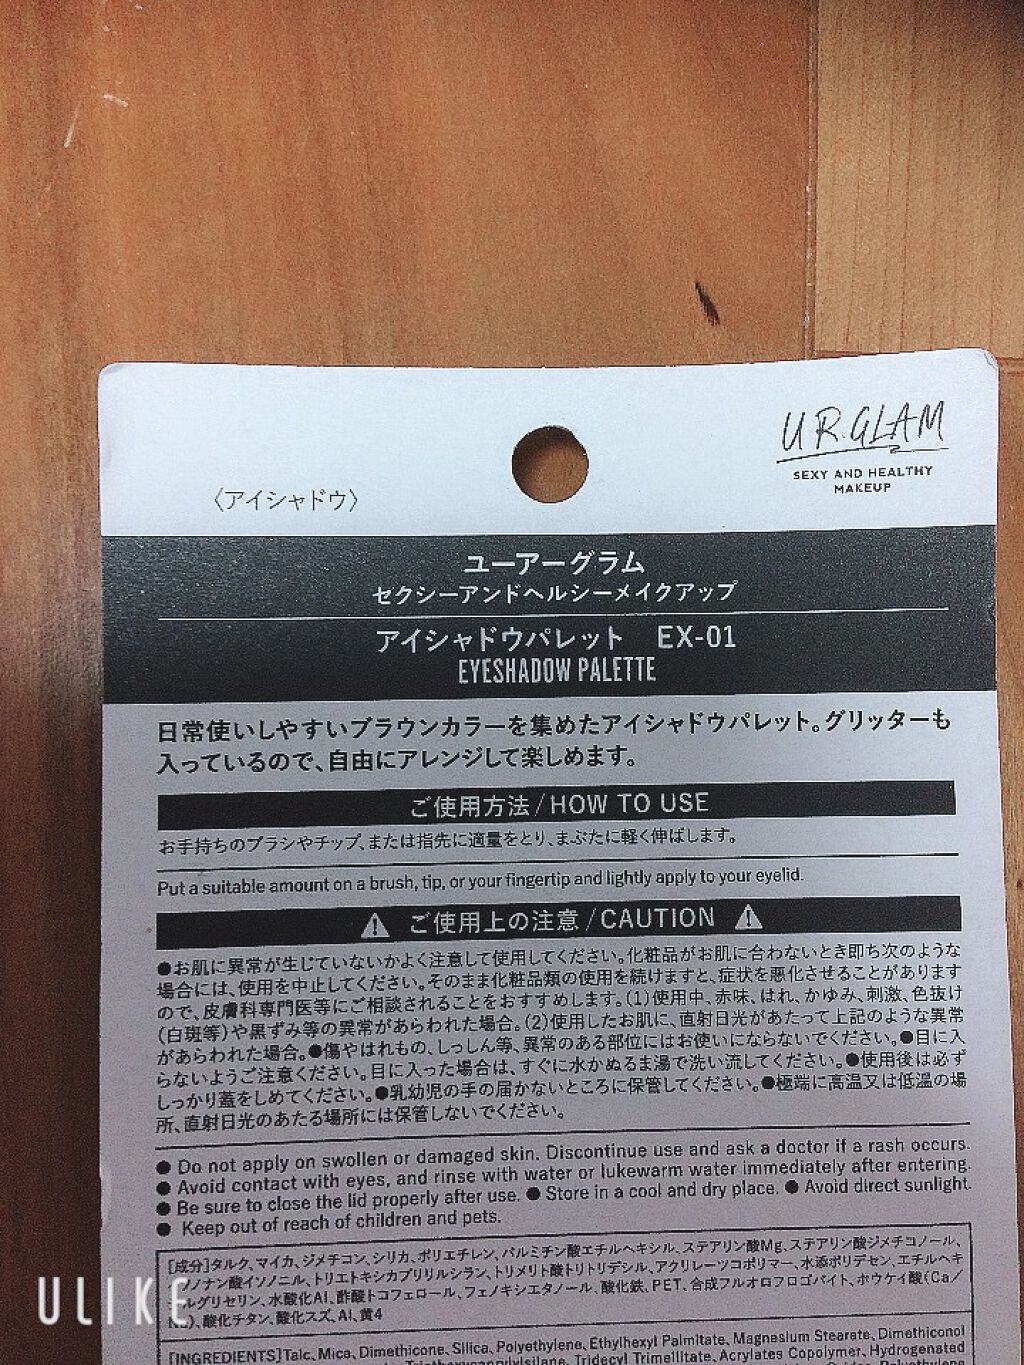 UR.GLAM
SEXY AND HEALTHY
MAKEUP
〈アイシャドウ〉
ユーアーグラム
セクシーアンドヘルシーメイクアップ
アイシャドウパレット EX-01
EYESHADOW PALETTE
日常使いしやすいブラウンカラーを集めたアイシャドウパレット。グリッターも
入っているので、自由にアレンジして楽しめます。
ご使用方法/HOW TO USE
お手持ちのブラシやチップ、または指先に適量をとり、まぶたに軽く伸ばします。
Put a suitable amount on a brush, tip, or your fingertip and lightly apply to your eyelid.
ご使用上の注意/CAUTION
●お肌に異常が生じていないかよく注意して使用してください。化粧品がお肌に合わないとき即ち次のような
場合には、使用を中止してください。そのまま化粧品類の使用を続けますと、症状を悪化させることがあります
ので、皮膚科専門医等にご相談されることをおすすめします。(1)使用中、赤味、はれ、かゆみ、刺激、色抜け
(白斑等)や黒ずみ等の異常があらわれた場合。(2)使用したお肌に、直射日光があたって上記のような異常
があらわれた場合。●傷やはれもの、しっしん等、異常のある部位にはお使いにならないでください。●目に入
らないようご注意ください。目に入った場合は、すぐに水かぬるま湯で洗い流してください。●使用後は必ず
しっかり蓋をしめてください。●乳幼児の手の届かないところに保管してください。●極端に高温又は低温の場
所、直射日光のあたる場所には保管しないでください。
● Do not apply on swollen or damaged skin. Discontinue use and ask a doctor if a rash occurs.
● Avoid contact with eyes, and rinse with water or lukewarm water immediately after entering.
● Be sure to close the lid properly after use. ● Store in a cool and dry place. ● Avoid direct sunlight.
● Keep out of reach of children and pets.
[成分]タルク、マイカ、ジメチコン、シリカ、ポリエチレン、パルミチン酸エチルヘキシル、ステアリン酸Mg、ステアリン酸ジメチコノール、
ノナン酸イソノニル、トリエトキシカプリリルシラン、トリメリト酸トリトリデシル、アクリレーツコポリマー、水添ポリデセン、エチルヘキ
ルグリセリン、水酸化Al、酢酸トコフェロール、フェノキシエタノール、酸化鉄、PET、合成フルオロフロゴパイト、ホウケイ酸(Ca/
)、酸化チタン、酸化スズ、Al、黄4
[INGREDIENTS]Talc, Mica, Dimethicone, Silica, Polyethylene, Ethylhexyl Palmitate, Magnesium Stearate, Dimethiconol
Tridecyl Trimellitate, Acrylates Copolymer, Hydrogenated
ULIKE